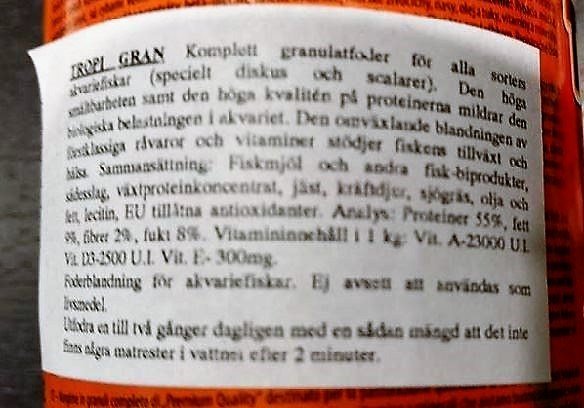 TROPI GRAN Komplett granulatfoder för alla sorters
akvariefiskar (specielt diskus och scalarer). Den höga
smältbarheten samt den höga kvalitén på proteinerna mildrar den
biologiska belastningen i akvariet. Den omväxlande blandningen av
förstklassiga råvaror och vitaminer stödjer fiskens tillväxt och
hälsa. Sammansättning: Fiskmjöl och andra fisk-biprodukter,
sädesslag, växtproteinkoncentrat, jäst, kräftdjur, sjögräs, olja och
fett, lecitin, EU tillåtna antioxidanter. Analys: Proteiner 55%, fett
9%, fibrer 2%, fukt 8%. Vitamininnehåll i 1 kg: Vit. A-23000 U.I.
Vit. D3-2500 U.I. Vit. E- 300mg.
Foderblandning för akvariefiskar. Ej avsett att användas som
livsmedel.
Utfodra en till två gånger dagligen med en sådan mängd att det inte
finns några matrester i vattnet efter 2 minuter.
"Premium Quality"